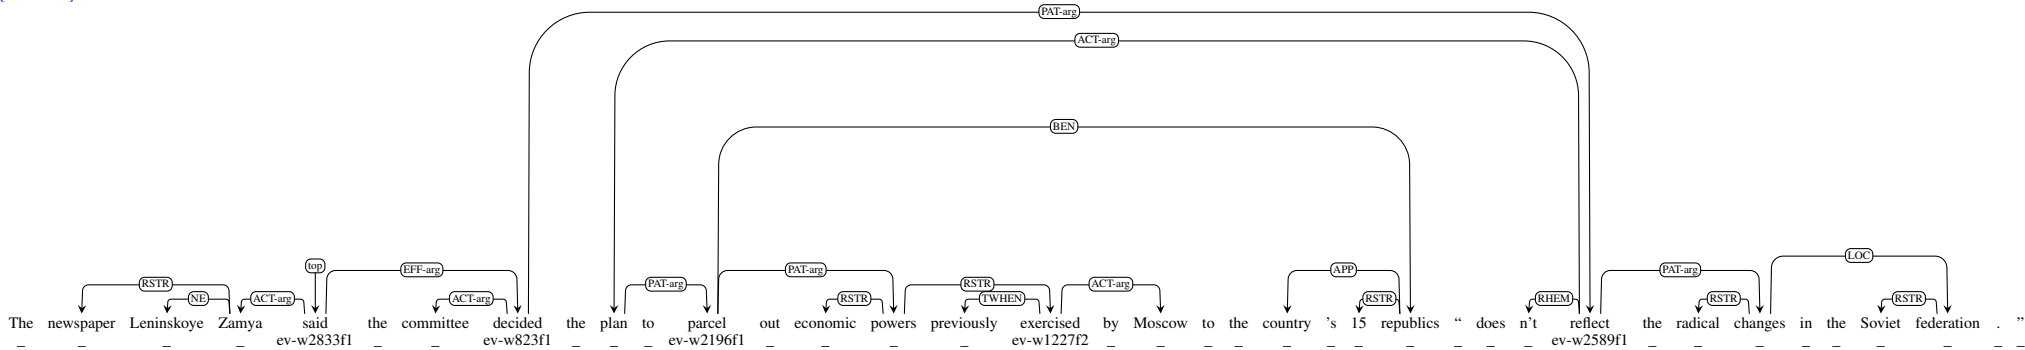 PAT-arg
ACT-arg
BEN
top
LOC
EFF-arg PAT-arg APP PAT-arg
RSTR PAT-arg RSTR ACT-arg
NE ACT-arg ACT-arg RSTR TWHEN RSTR RHEM RSTR RSTR
The newspaper Leninskoye Zamya said the committee decided the plan to parcel out economic powers previously exercised by Moscow to the country 's 15 republics “ does n't reflect the radical changes in the Soviet federation . ”
_ _ _ _ ev-w2833f1 _ _ ev-w823f1 _ _ _ ev-w2196f1 _ _ _ _ ev-w1227f2 _ _ _ _ _ _ _ _ _ _ _ ev-w2589f1 _ _ _ _ _ _ _ _ _